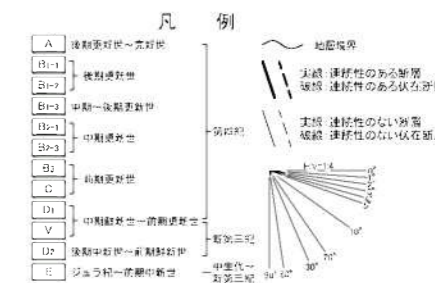 凡 例
A 後期更新世～完新世
B1-1
B1-2
後期更新世
B1-3 中期～後期更新世
B2-1
B2-3
中期更新世
C
前期更新世
D1
V
中期鮮新世～前期更新世
D2 後期中新世～前期鮮新世
E ジュラ紀～前期中新世
第四紀
新第三紀
中生代～
新第三紀
地層境界
実線:連続性のある断層
破線:連続性のある伏在断
実線:連続性のない断層
破線:連続性のない伏在断
0°
10°
20°
30°
90°